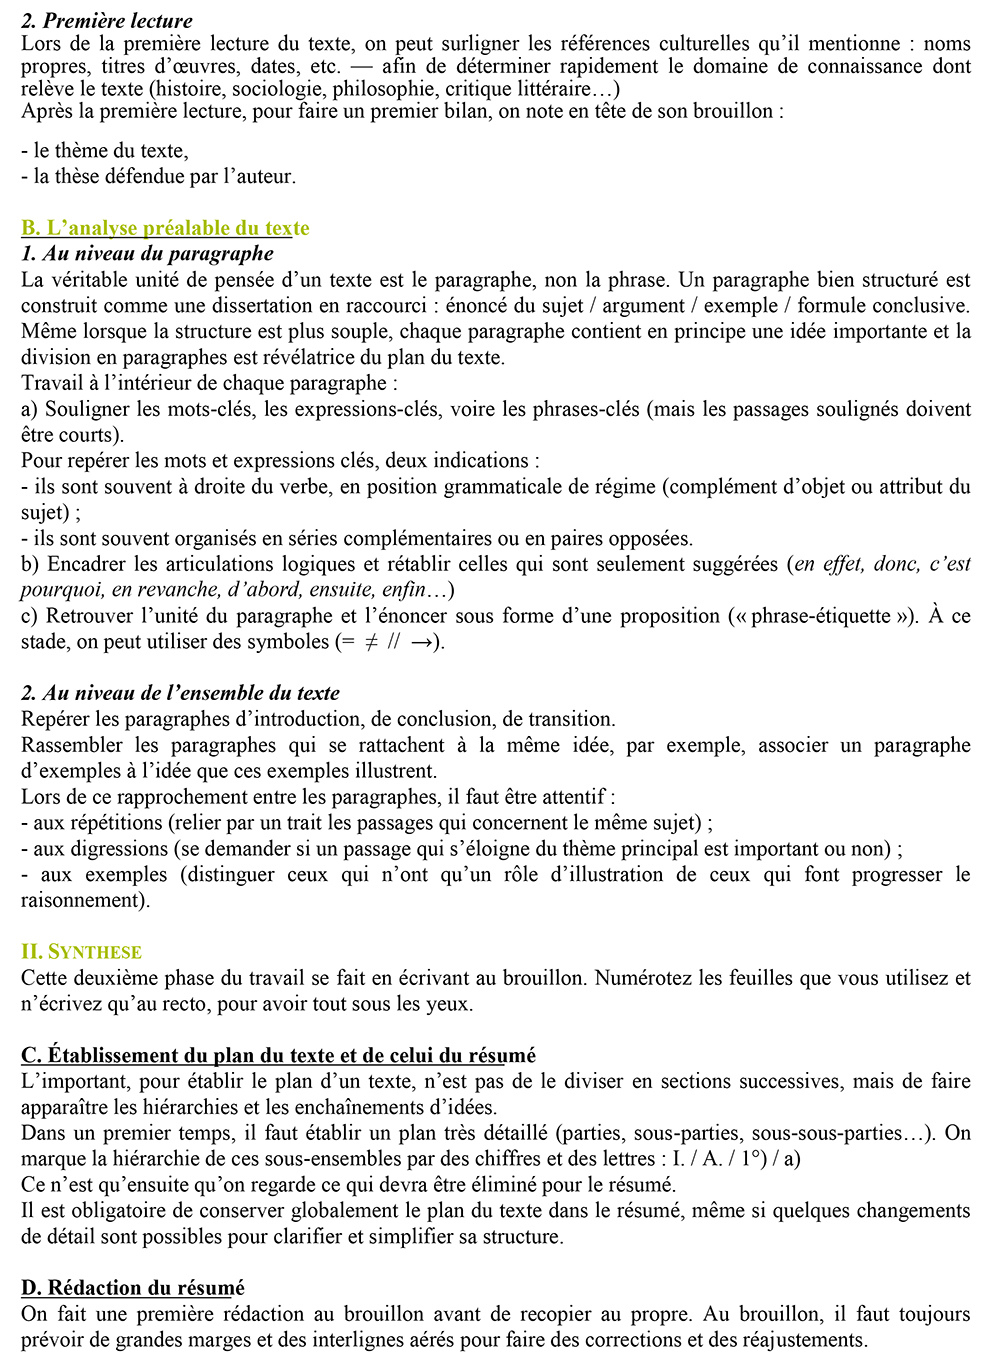 2. Première lecture
Lors de la première lecture du texte, on peut surligner les références culturelles qu’il mentionne : noms
propres, titres d’œuvres, dates, etc. — afin de déterminer rapidement le domaine de connaissance dont
relève le texte (histoire, sociologie, philosophie, critique littéraire…)
Après la première lecture, pour faire un premier bilan, on note en tête de son brouillon :
- le thème du texte,
- la thèse défendue par l’auteur.
B. L’analyse préalable du texte
1. Au niveau du paragraphe
La véritable unité de pensée d’un texte est le paragraphe, non la phrase. Un paragraphe bien structuré est
construit comme une dissertation en raccourci : énoncé du sujet / argument / exemple / formule conclusive.
Même lorsque la structure est plus souple, chaque paragraphe contient en principe une idée importante et la
division en paragraphes est révélatrice du plan du texte.
Travail à l’intérieur de chaque paragraphe :
a) Souligner les mots-clés, les expressions-clés, voire les phrases-clés (mais les passages soulignés doivent
être courts).
Pour repérer les mots et expressions clés, deux indications :
- ils sont souvent à droite du verbe, en position grammaticale de régime (complément d’objet ou attribut du
sujet) ;
- ils sont souvent organisés en séries complémentaires ou en paires opposées.
b) Encadrer les articulations logiques et rétablir celles qui sont seulement suggérées (en effet, donc, c’est
pourquoi, en revanche, d’abord, ensuite, enfin…)
c) Retrouver l’unité du paragraphe et l’énoncer sous forme d’une proposition (« phrase-étiquette »). À ce
stade, on peut utiliser des symboles (= ≠ // →).
2. Au niveau de l’ensemble du texte
Repérer les paragraphes d’introduction, de conclusion, de transition.
Rassembler les paragraphes qui se rattachent à la même idée, par exemple, associer un paragraphe
d’exemples à l’idée que ces exemples illustrent.
Lors de ce rapprochement entre les paragraphes, il faut être attentif :
- aux répétitions (relier par un trait les passages qui concernent le même sujet) ;
- aux digressions (se demander si un passage qui s’éloigne du thème principal est important ou non) ;
- aux exemples (distinguer ceux qui n’ont qu’un rôle d’illustration de ceux qui font progresser le
raisonnement).
II. SYNTHESE
Cette deuxième phase du travail se fait en écrivant au brouillon. Numérotez les feuilles que vous utilisez et
n’écrivez qu’au recto, pour avoir tout sous les yeux.
C. Établissement du plan du texte et de celui du résumé
L’important, pour établir le plan d’un texte, n’est pas de le diviser en sections successives, mais de faire
apparaître les hiérarchies et les enchaînements d’idées.
Dans un premier temps, il faut établir un plan très détaillé (parties, sous-parties, sous-sous-parties…). On
marque la hiérarchie de ces sous-ensembles par des chiffres et des lettres : I. / A. / 1°) / a)
Ce n’est qu’ensuite qu’on regarde ce qui devra être éliminé pour le résumé.
Il est obligatoire de conserver globalement le plan du texte dans le résumé, même si quelques changements
de détail sont possibles pour clarifier et simplifier sa structure.
D. Rédaction du résumé
On fait une première rédaction au brouillon avant de recopier au propre. Au brouillon, il faut toujours
prévoir de grandes marges et des interlignes aérés pour faire des corrections et des réajustements.